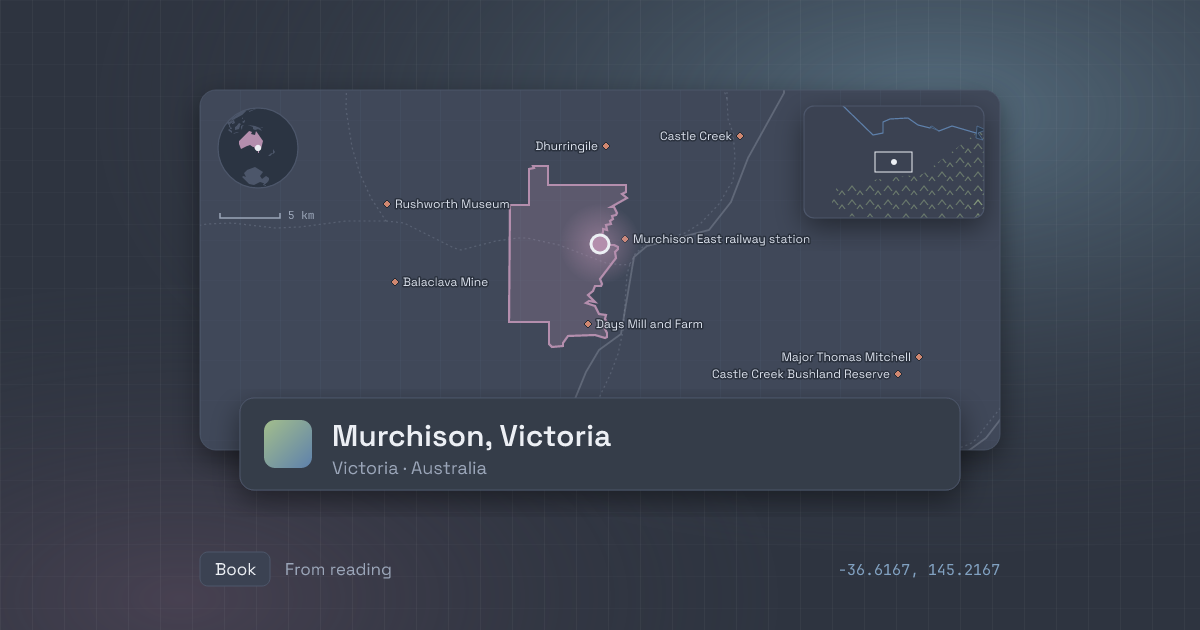 Castle Creek
Dhurringile
5 km
Rushworth Museum
Murchison East railway station
Balaclava Mine
Days Mill and Farm
Major Thomas Mitchell
Castle Creek Bushland Reserve
Murchison, Victoria
Victoria · Australia
Book
From reading
-36.6167, 145.2167